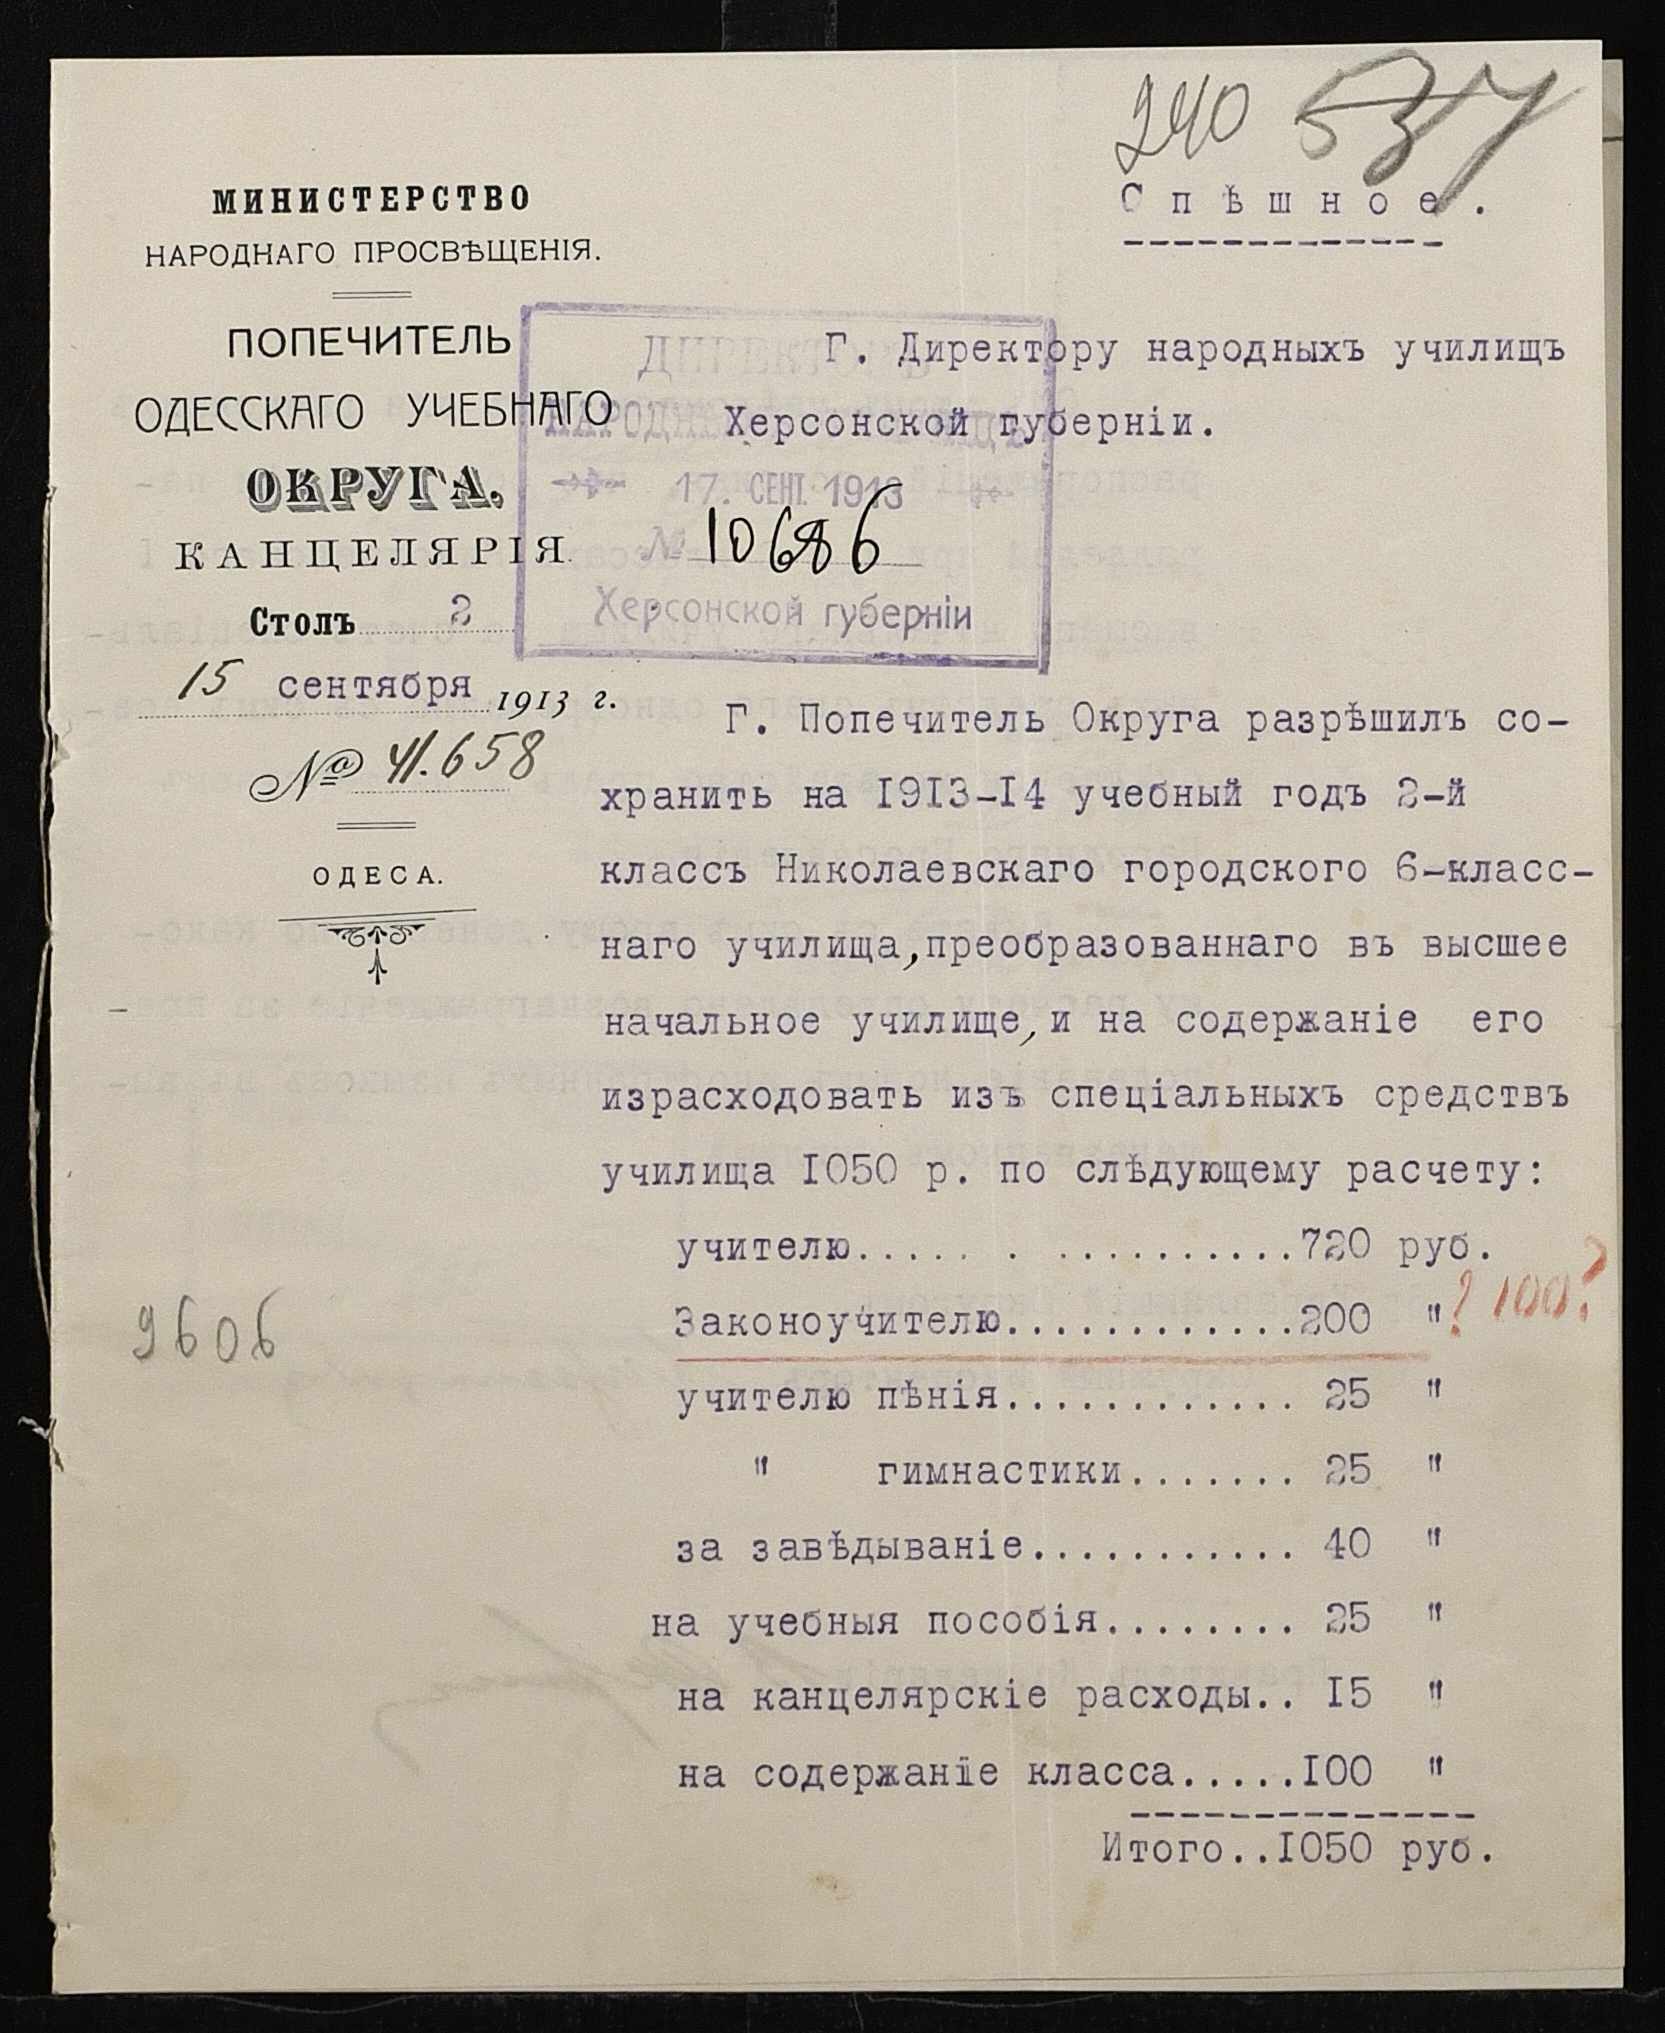 240
МИНИСТЕРСТВО
НАРОДНАГО ПРОСВѢЩЕНІЯ.
Спѣшное.
ПОПЕЧИТЕЛЬ
ОДЕССКАГО УЧЕБНАГО
ОКРУГА.
КАНЦЕЛЯРІЯ.
Столъ 2
15 сентября 1913 г.
№ 41.658
ОДЕСА.
ДИРЕКТОРЪ
НАРОДНЫХЪ
17. СЕНТ. 1913
№ 10686
Херсонской губерніи
Г. Директору народныхъ училищъ
Херсонской губерніи.
Г. Попечитель Округа разрѣшилъ со-
хранить на 1913-14 учебный годъ 2-й
классъ Николаевскаго городского 6-класс-
наго училища, преобразованнаго въ высшее
начальное училище, и на содержаніе его
израсходовать изъ спеціальныхъ средствъ
училища 1050 р. по слѣдующему расчету:
учителю..... . ..........720 руб.
Законоучителю............200 " ? 100?
учителю пѣнія............ 25 "
" гимнастики....... 25 "
за завѣдываніе........... 40 "
на учебныя пособія........ 25 "
на канцелярскіе расходы.. 15 "
на содержаніе класса.....100 "
Итого..1050 руб.
9606